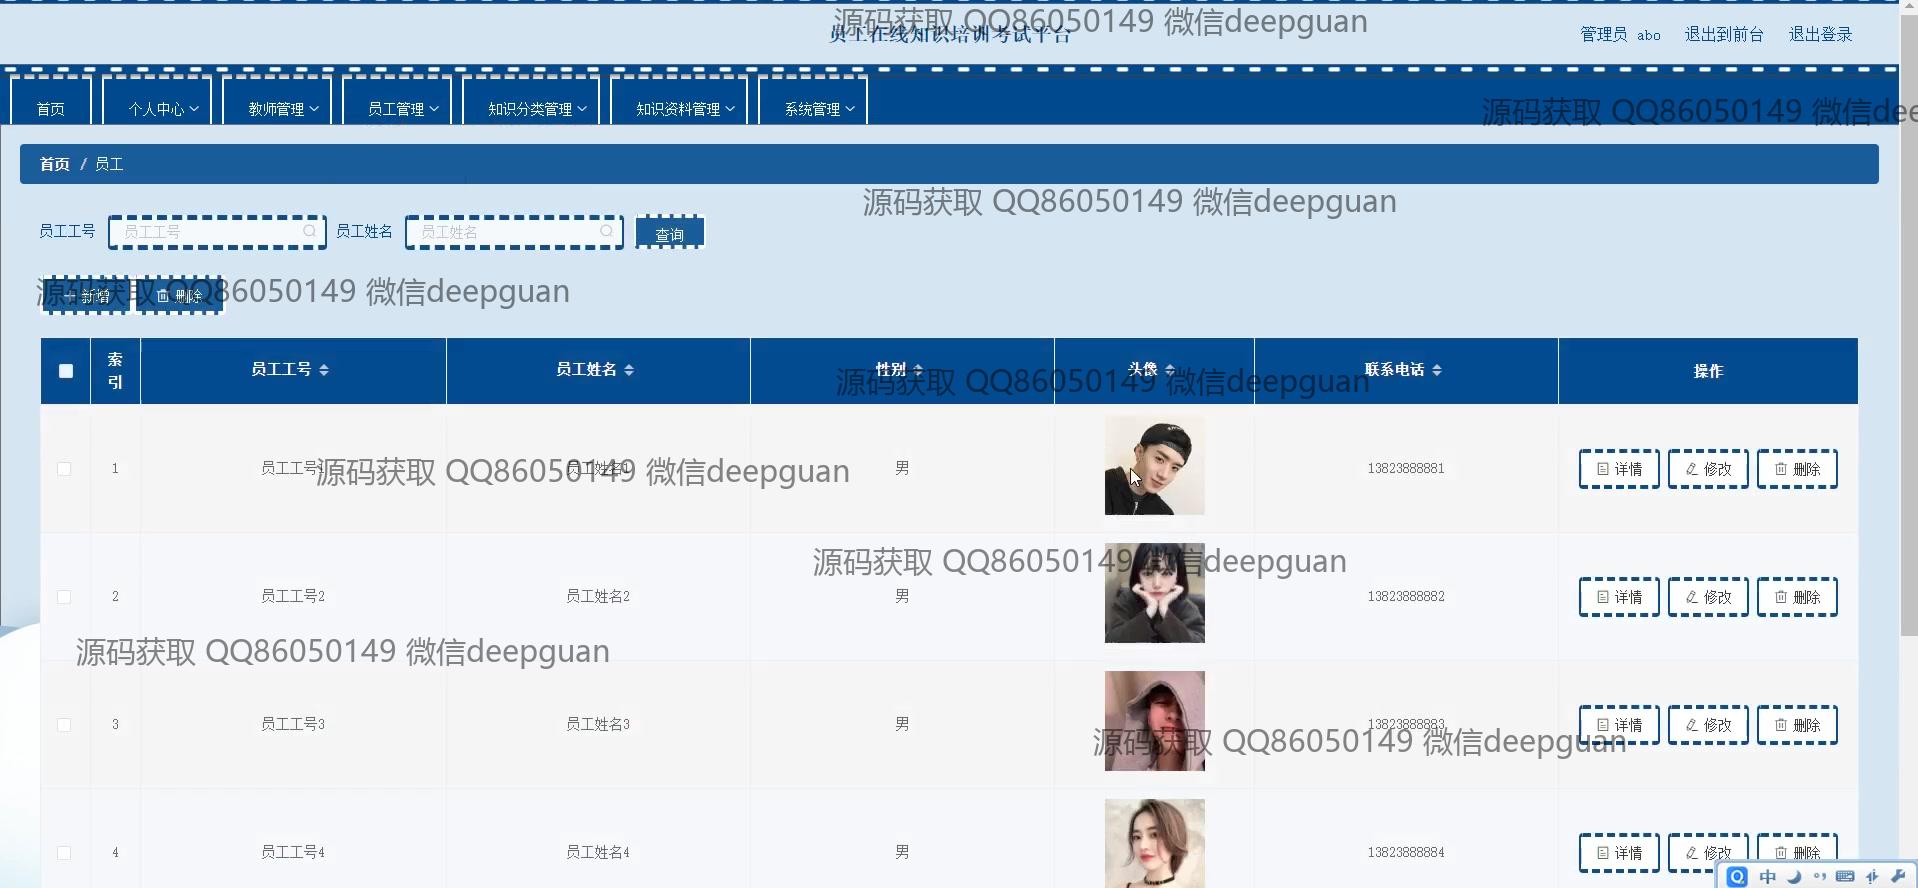 源码获取 QQ86050149 微信deepguan
员工在线知识培训考试平台
管理员 abo 退出到前台 退出登录
首页 个人中心 教师管理 员工管理 知识分类管理 知识资料管理 系统管理
源码获取 QQ86050149 微信dee
首页 / 员工
源码获取 QQ86050149 微信deepguan
员工工号 员工工号 员工姓名 员工姓名 查询
新增 删除
源码获取 QQ86050149 微信deepguan
索引 员工工号 员工姓名 性别 头像 联系电话 操作
源码获取 QQ86050149 微信deepguan
1 员工工号1 员工姓名1 男 13823888881 详情 修改 删除
源码获取 QQ86050149 微信deepguan
源码获取 QQ86050149 微信deepguan
2 员工工号2 员工姓名2 男 13823888882 详情 修改 删除
源码获取 QQ86050149 微信deepguan
3 员工工号3 员工姓名3 男 13823888883 详情 修改 删除
源码获取 QQ86050149 微信deepguan
4 员工工号4 员工姓名4 男 13823888884 详情 修改 删除
中